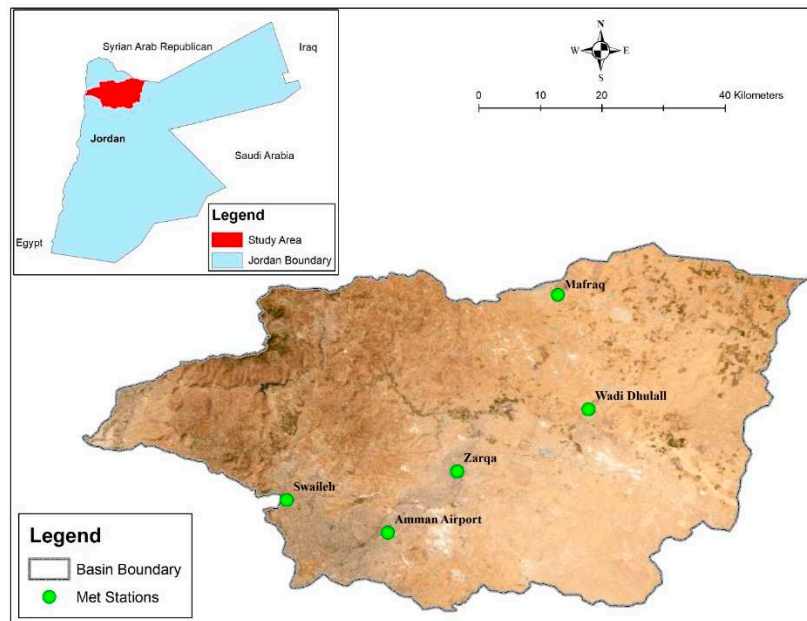 Syrian Arab Republican
Iraq
Jordan
Saudi Arabia
Egypt
Legend
Study Area
Jordan Boundary
N
W E
S
0 10 20 40 Kilometers
Mafraq
Wadi Dhulall
Zarqa
Swaileh
Amman Airport
Legend
Basin Boundary
Met Stations